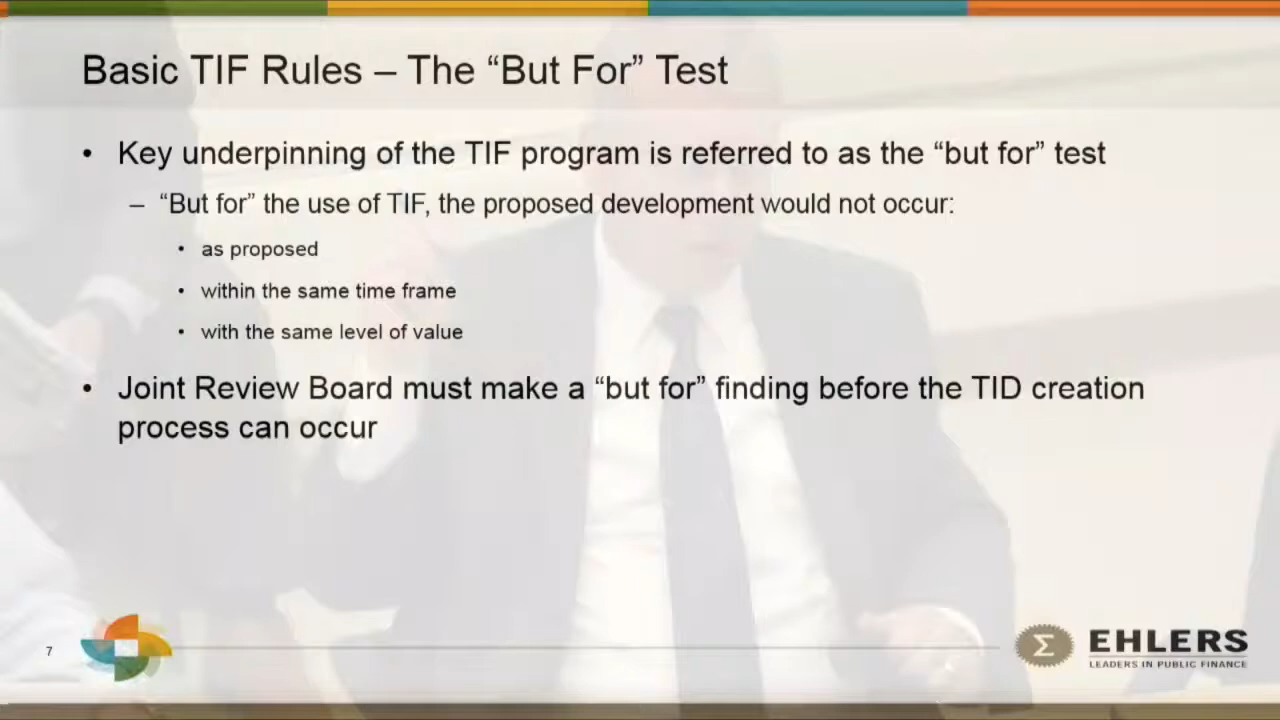 Basic TIF Rules – The “But For” Test
• Key underpinning of the TIF program is referred to as the “but for” test
– “But for” the use of TIF, the proposed development would not occur:
• as proposed
• within the same time frame
• with the same level of value
• Joint Review Board must make a “but for” finding before the TID creation
process can occur
7
Σ
EHLERS
LEADERS IN PUBLIC FINANCE